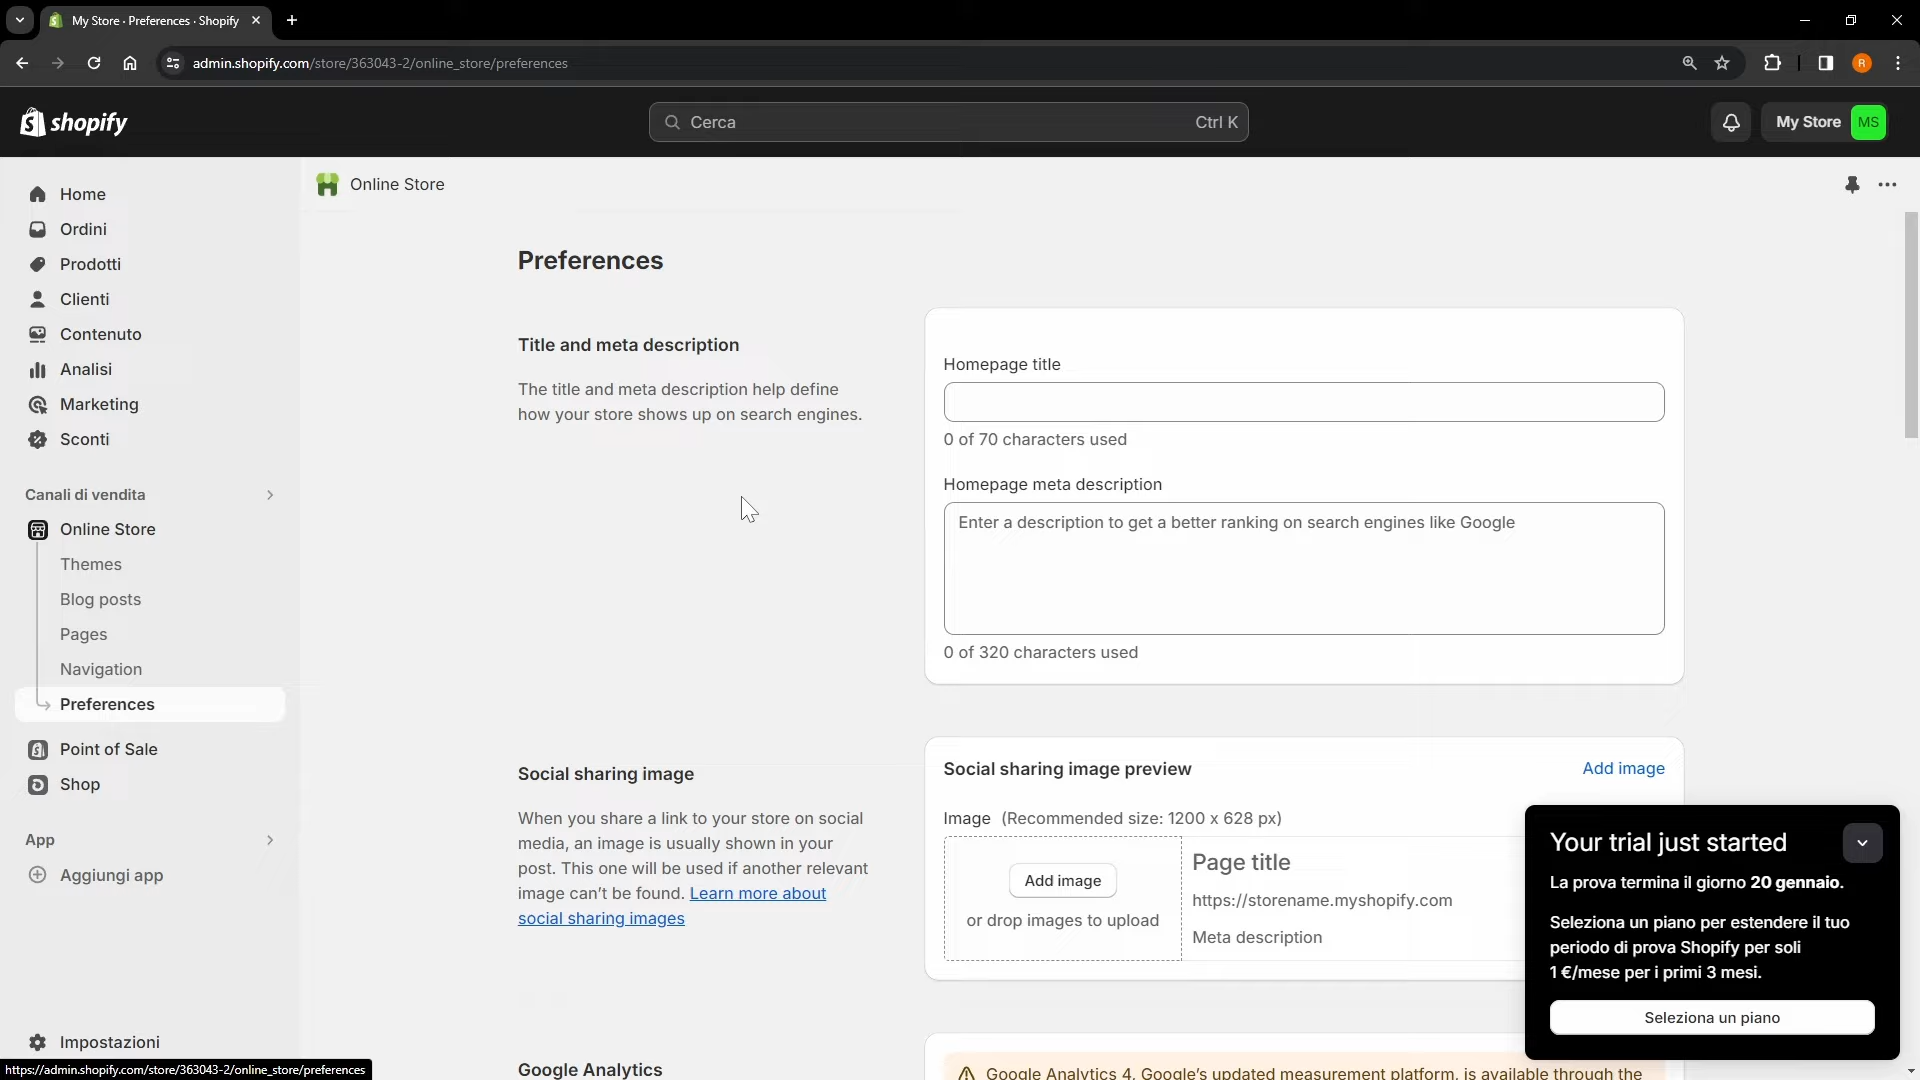 My Store · Preferences · Shopify
admin.shopify.com/store/363043-2/online_store/preferences
R
shopify
Cerca
Ctrl K
My Store
MS
Home
Ordini
Prodotti
Clienti
Contenuto
Analisi
Marketing
Sconti
Canali di vendita
Online Store
Themes
Blog posts
Pages
Navigation
Preferences
Point of Sale
Shop
App
Aggiungi app
Impostazioni
https://admin.shopify.com/store/363043-2/online_store/preferences
Online Store
Preferences
Title and meta description
The title and meta description help define
how your store shows up on search engines.
Homepage title
0 of 70 characters used
Homepage meta description
Enter a description to get a better ranking on search engines like Google
0 of 320 characters used
Social sharing image
When you share a link to your store on social
media, an image is usually shown in your
post. This one will be used if another relevant
image can't be found. Learn more about
social sharing images
Social sharing image preview
Add image
Image (Recommended size: 1200 x 628 px)
Add image
or drop images to upload
Page title
https://storename.myshopify.com
Meta description
Google Analytics
Google Analytics 4, Google's updated measurement platform, is available through the
Your trial just started
La prova termina il giorno 20 gennaio.
Seleziona un piano per estendere il tuo
periodo di prova Shopify per soli
1 €/mese per i primi 3 mesi.
Seleziona un piano